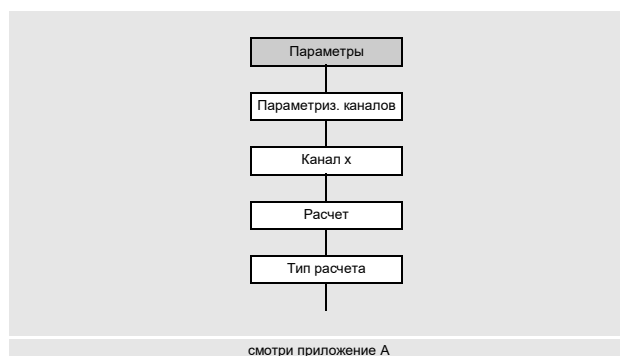 Параметры
Параметриз. каналов
Канал x
Расчет
Тип расчета
смотри приложение А